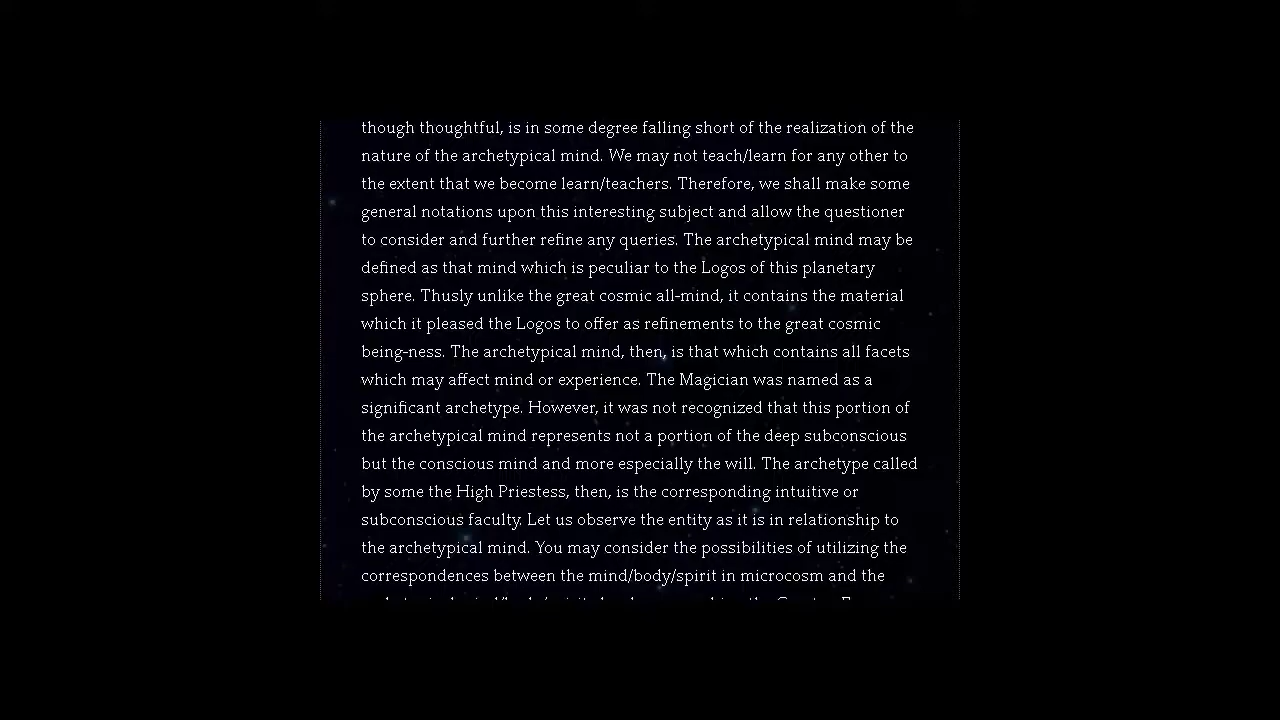 though thoughtful, is in some degree falling short of the realization of the
nature of the archetypical mind. We may not teach/learn for any other to
the extent that we become learn/teachers. Therefore, we shall make some
general notations upon this interesting subject and allow the questioner
to consider and further refine any queries. The archetypical mind may be
defined as that mind which is peculiar to the Logos of this planetary
sphere. Thusly unlike the great cosmic all-mind, it contains the material
which it pleased the Logos to offer as refinements to the great cosmic
being-ness. The archetypical mind, then, is that which contains all facets
which may affect mind or experience. The Magician was named as a
significant archetype. However, it was not recognized that this portion of
the archetypical mind represents not a portion of the deep subconscious
but the conscious mind and more especially the will. The archetype called
by some the High Priestess, then, is the corresponding intuitive or
subconscious faculty. Let us observe the entity as it is in relationship to
the archetypical mind. You may consider the possibilities of utilizing the
correspondences between the mind/body/spirit in microcosm and the